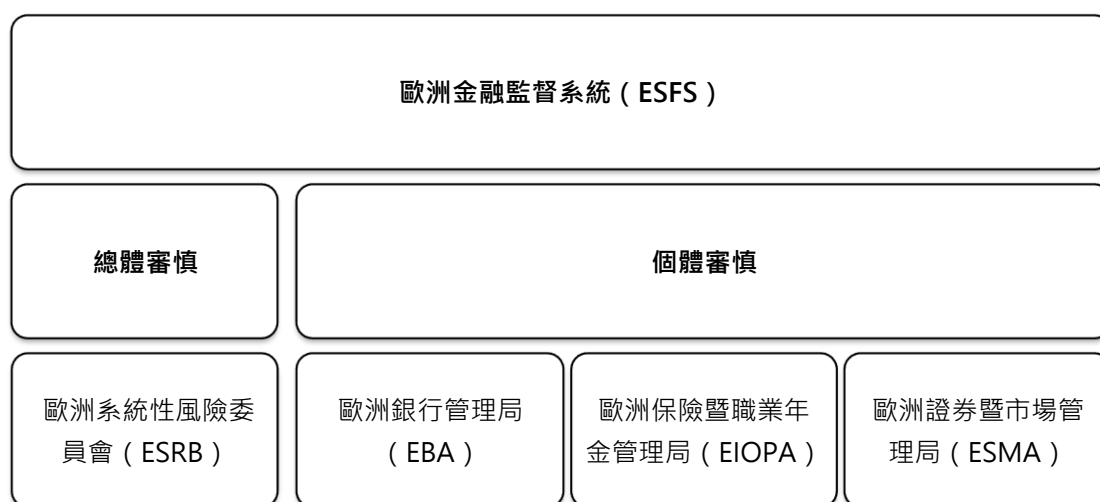 歐洲金融監督系統（ESFS）
總體審慎
個體審慎
歐洲系統性風險委
員會（ESRB）
歐洲銀行管理局
（EBA）
歐洲保險暨職業年
金管理局（EIOPA）
歐洲證券暨市場管
理局（ESMA）